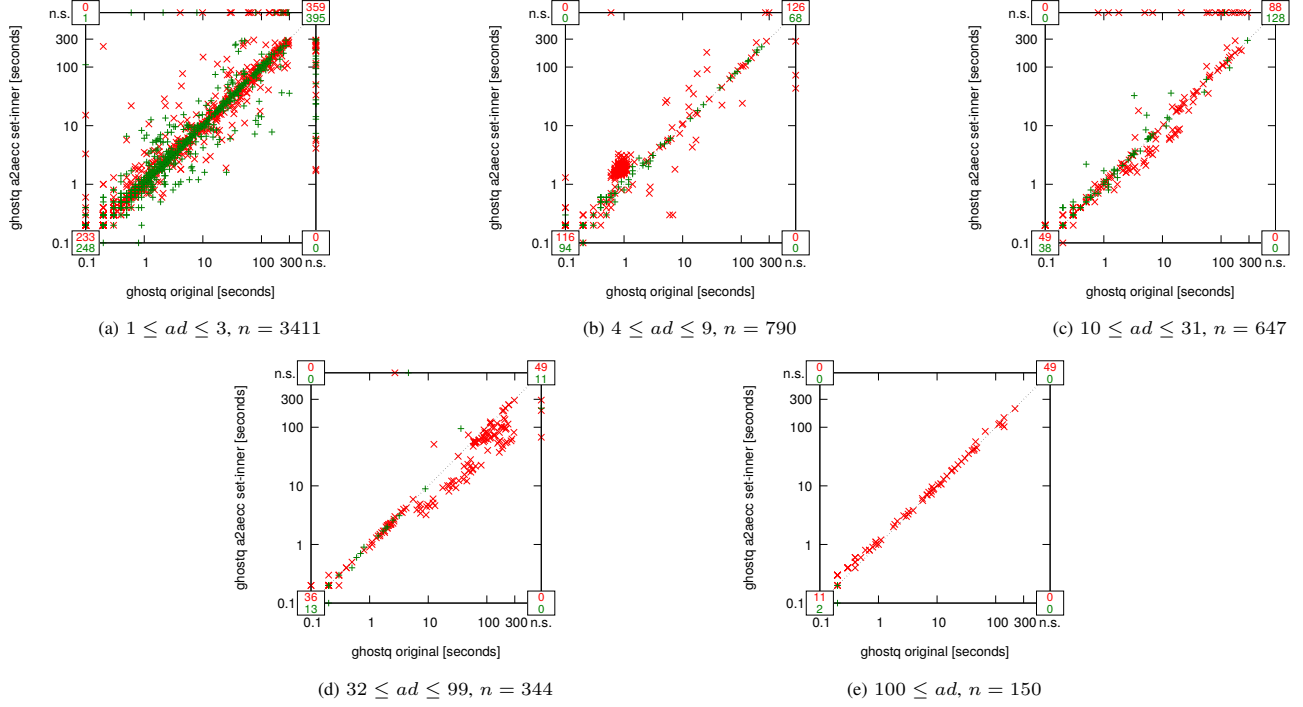 0
1
359
395
n.s.
300
100
10
1
0.1
ghostq a2aecc set-inner [seconds]
233
248
0
0
0.1 1 10 100 300 n.s.
ghostq original [seconds]
(a) 1 ≤ ad ≤ 3, n = 3411
0
0
126
68
n.s.
300
100
10
1
0.1
ghostq a2aecc set-inner [seconds]
116
94
0
0
0.1 1 10 100 300 n.s.
ghostq original [seconds]
(b) 4 ≤ ad ≤ 9, n = 790
0
0
88
128
n.s.
300
100
10
1
0.1
ghostq a2aecc set-inner [seconds]
49
38
0
0
0.1 1 10 100 300 n.s.
ghostq original [seconds]
(c) 10 ≤ ad ≤ 31, n = 647
0
0
49
11
n.s.
300
100
10
1
0.1
ghostq a2aecc set-inner [seconds]
36
13
0
0
0.1 1 10 100 300 n.s.
ghostq original [seconds]
(d) 32 ≤ ad ≤ 99, n = 344
0
0
49
0
n.s.
300
100
10
1
0.1
ghostq a2aecc set-inner [seconds]
11
2
0
0
0.1 1 10 100 300 n.s.
ghostq original [seconds]
(e) 100 ≤ ad, n = 150